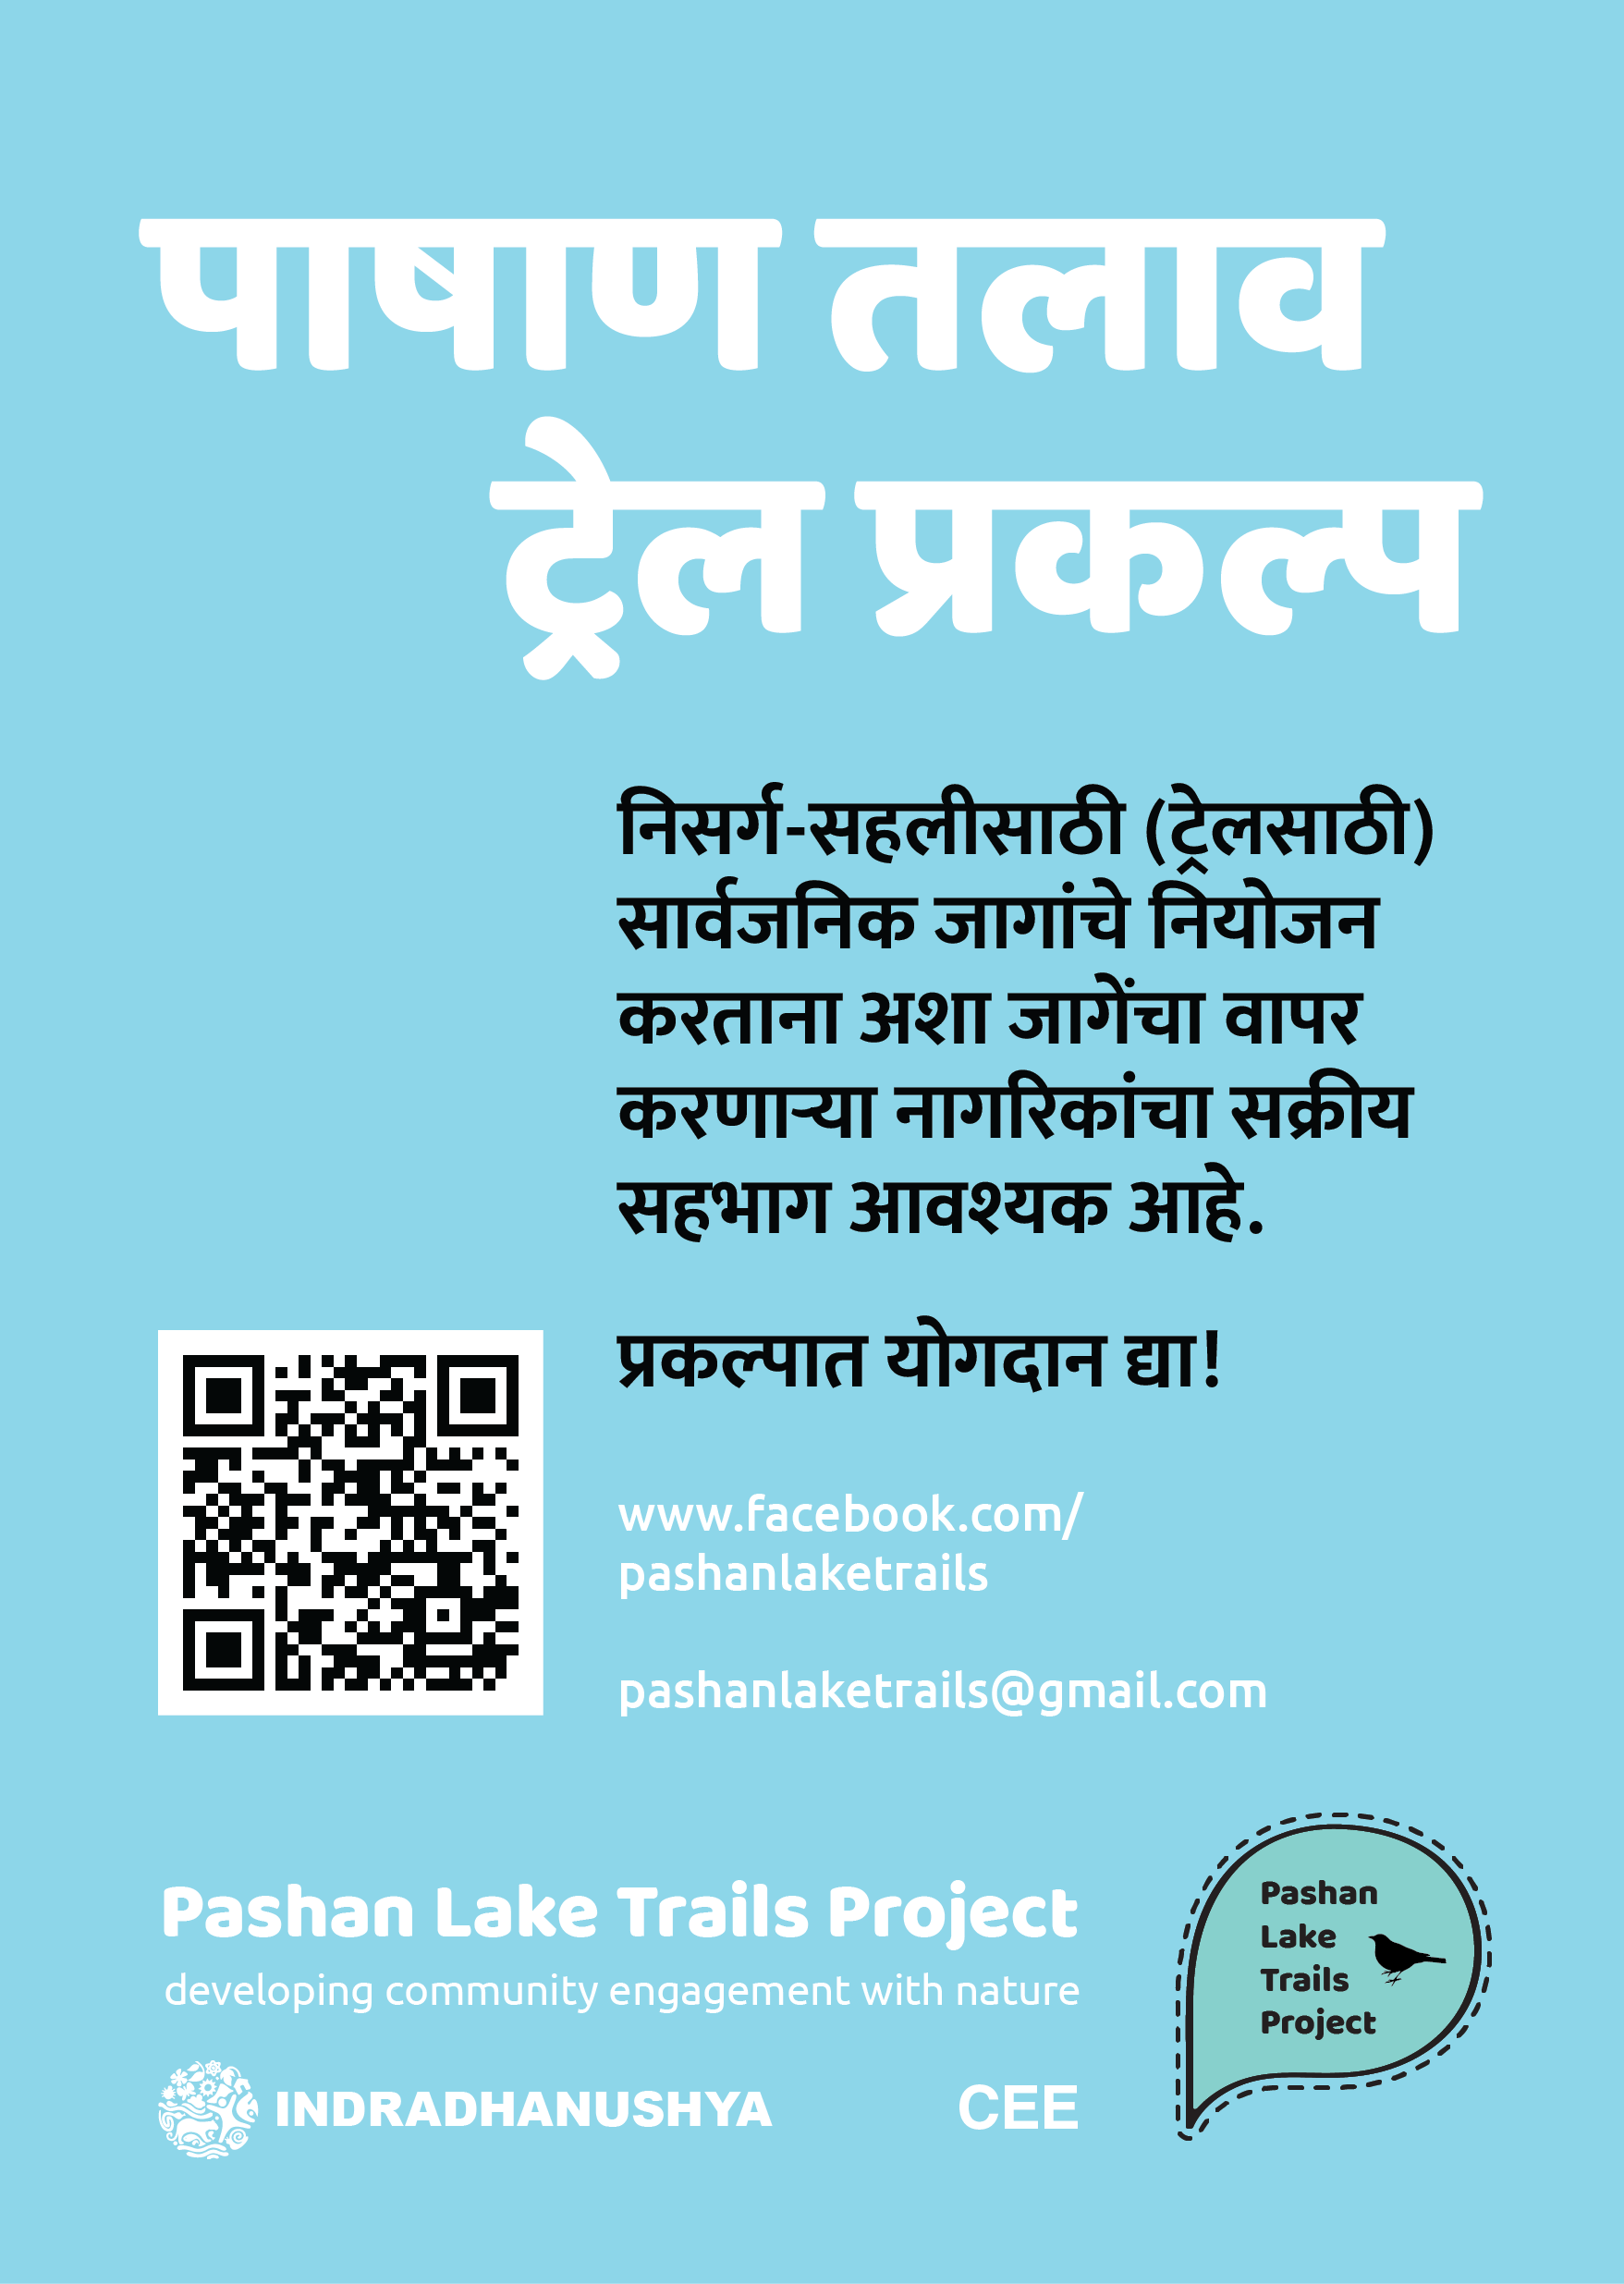 पाषाण तलाव
ट्रेल प्रकल्प
निसर्ग-सहलीसाठी (ट्रेलसाठी)
सार्वजनिक जागांचे नियोजन
करताना अशा जागेंचा वापर
करणाऱ्या नागरिकांचा सक्रीय
सहभाग आवश्यक आहे.
प्रकल्पात योगदान द्या!
www.facebook.com/
pashanlaketrails
pashanlaketrails@gmail.com
Pashan Lake Trails Project
developing community engagement with nature
INDRADHANUSHYA
CEE
Pashan
Lake
Trails
Project